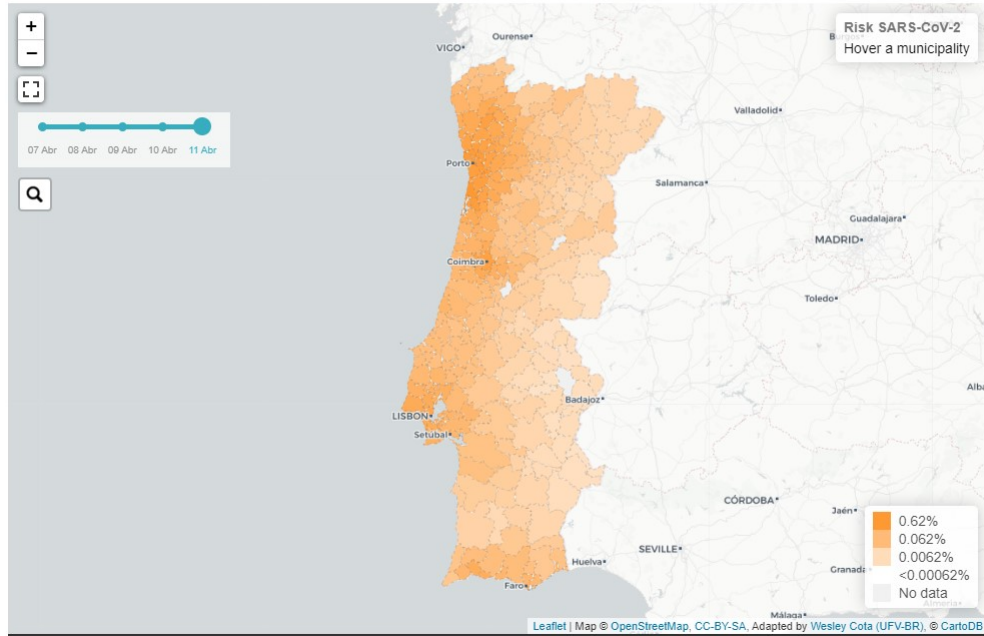 +
−
07 Abr 08 Abr 09 Abr 10 Abr 11 Abr
Risk SARS-CoV-2
Hover a municipality
Ourense
VIGO
Valladolid
Porto
Salamanca
Guadalajara
MADRID
Coimbra
Toledo
Alba
Badajoz
LISBON
Setubal
CÓRDOBA
Jaén
SEVILLE
Huelva
Granada
Faro
Málaga
Almería
0.62%
0.062%
0.0062%
<0.00062%
No data
Leaflet | Map © OpenStreetMap, CC-BY-SA, Adapted by Wesley Cota (UFV-BR), © CartoDB